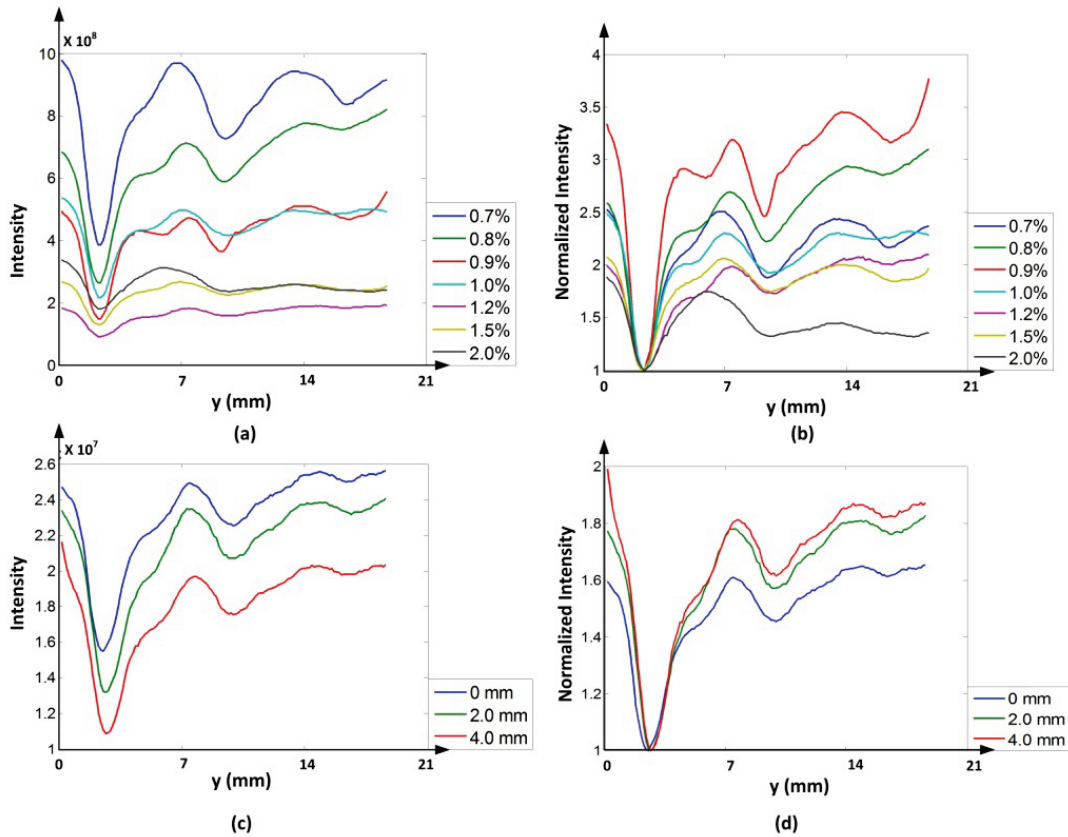 X 10⁸
10
8
6
4
2
0
Intensity
0 7 14 21
y (mm)
0.7%
0.8%
0.9%
1.0%
1.2%
1.5%
2.0%
(a)
4
3.5
3
2.5
2
1.5
1
Normalized Intensity
0 7 14 21
y (mm)
0.7%
0.8%
0.9%
1.0%
1.2%
1.5%
2.0%
(b)
X 10⁷
2.6
2.4
2.2
2
1.8
1.6
1.4
1.2
1
Intensity
0 7 14 21
y (mm)
0 mm
2.0 mm
4.0 mm
(c)
2
1.8
1.6
1.4
1.2
1
Normalized Intensity
0 7 14 21
y (mm)
0 mm
2.0 mm
4.0 mm
(d)